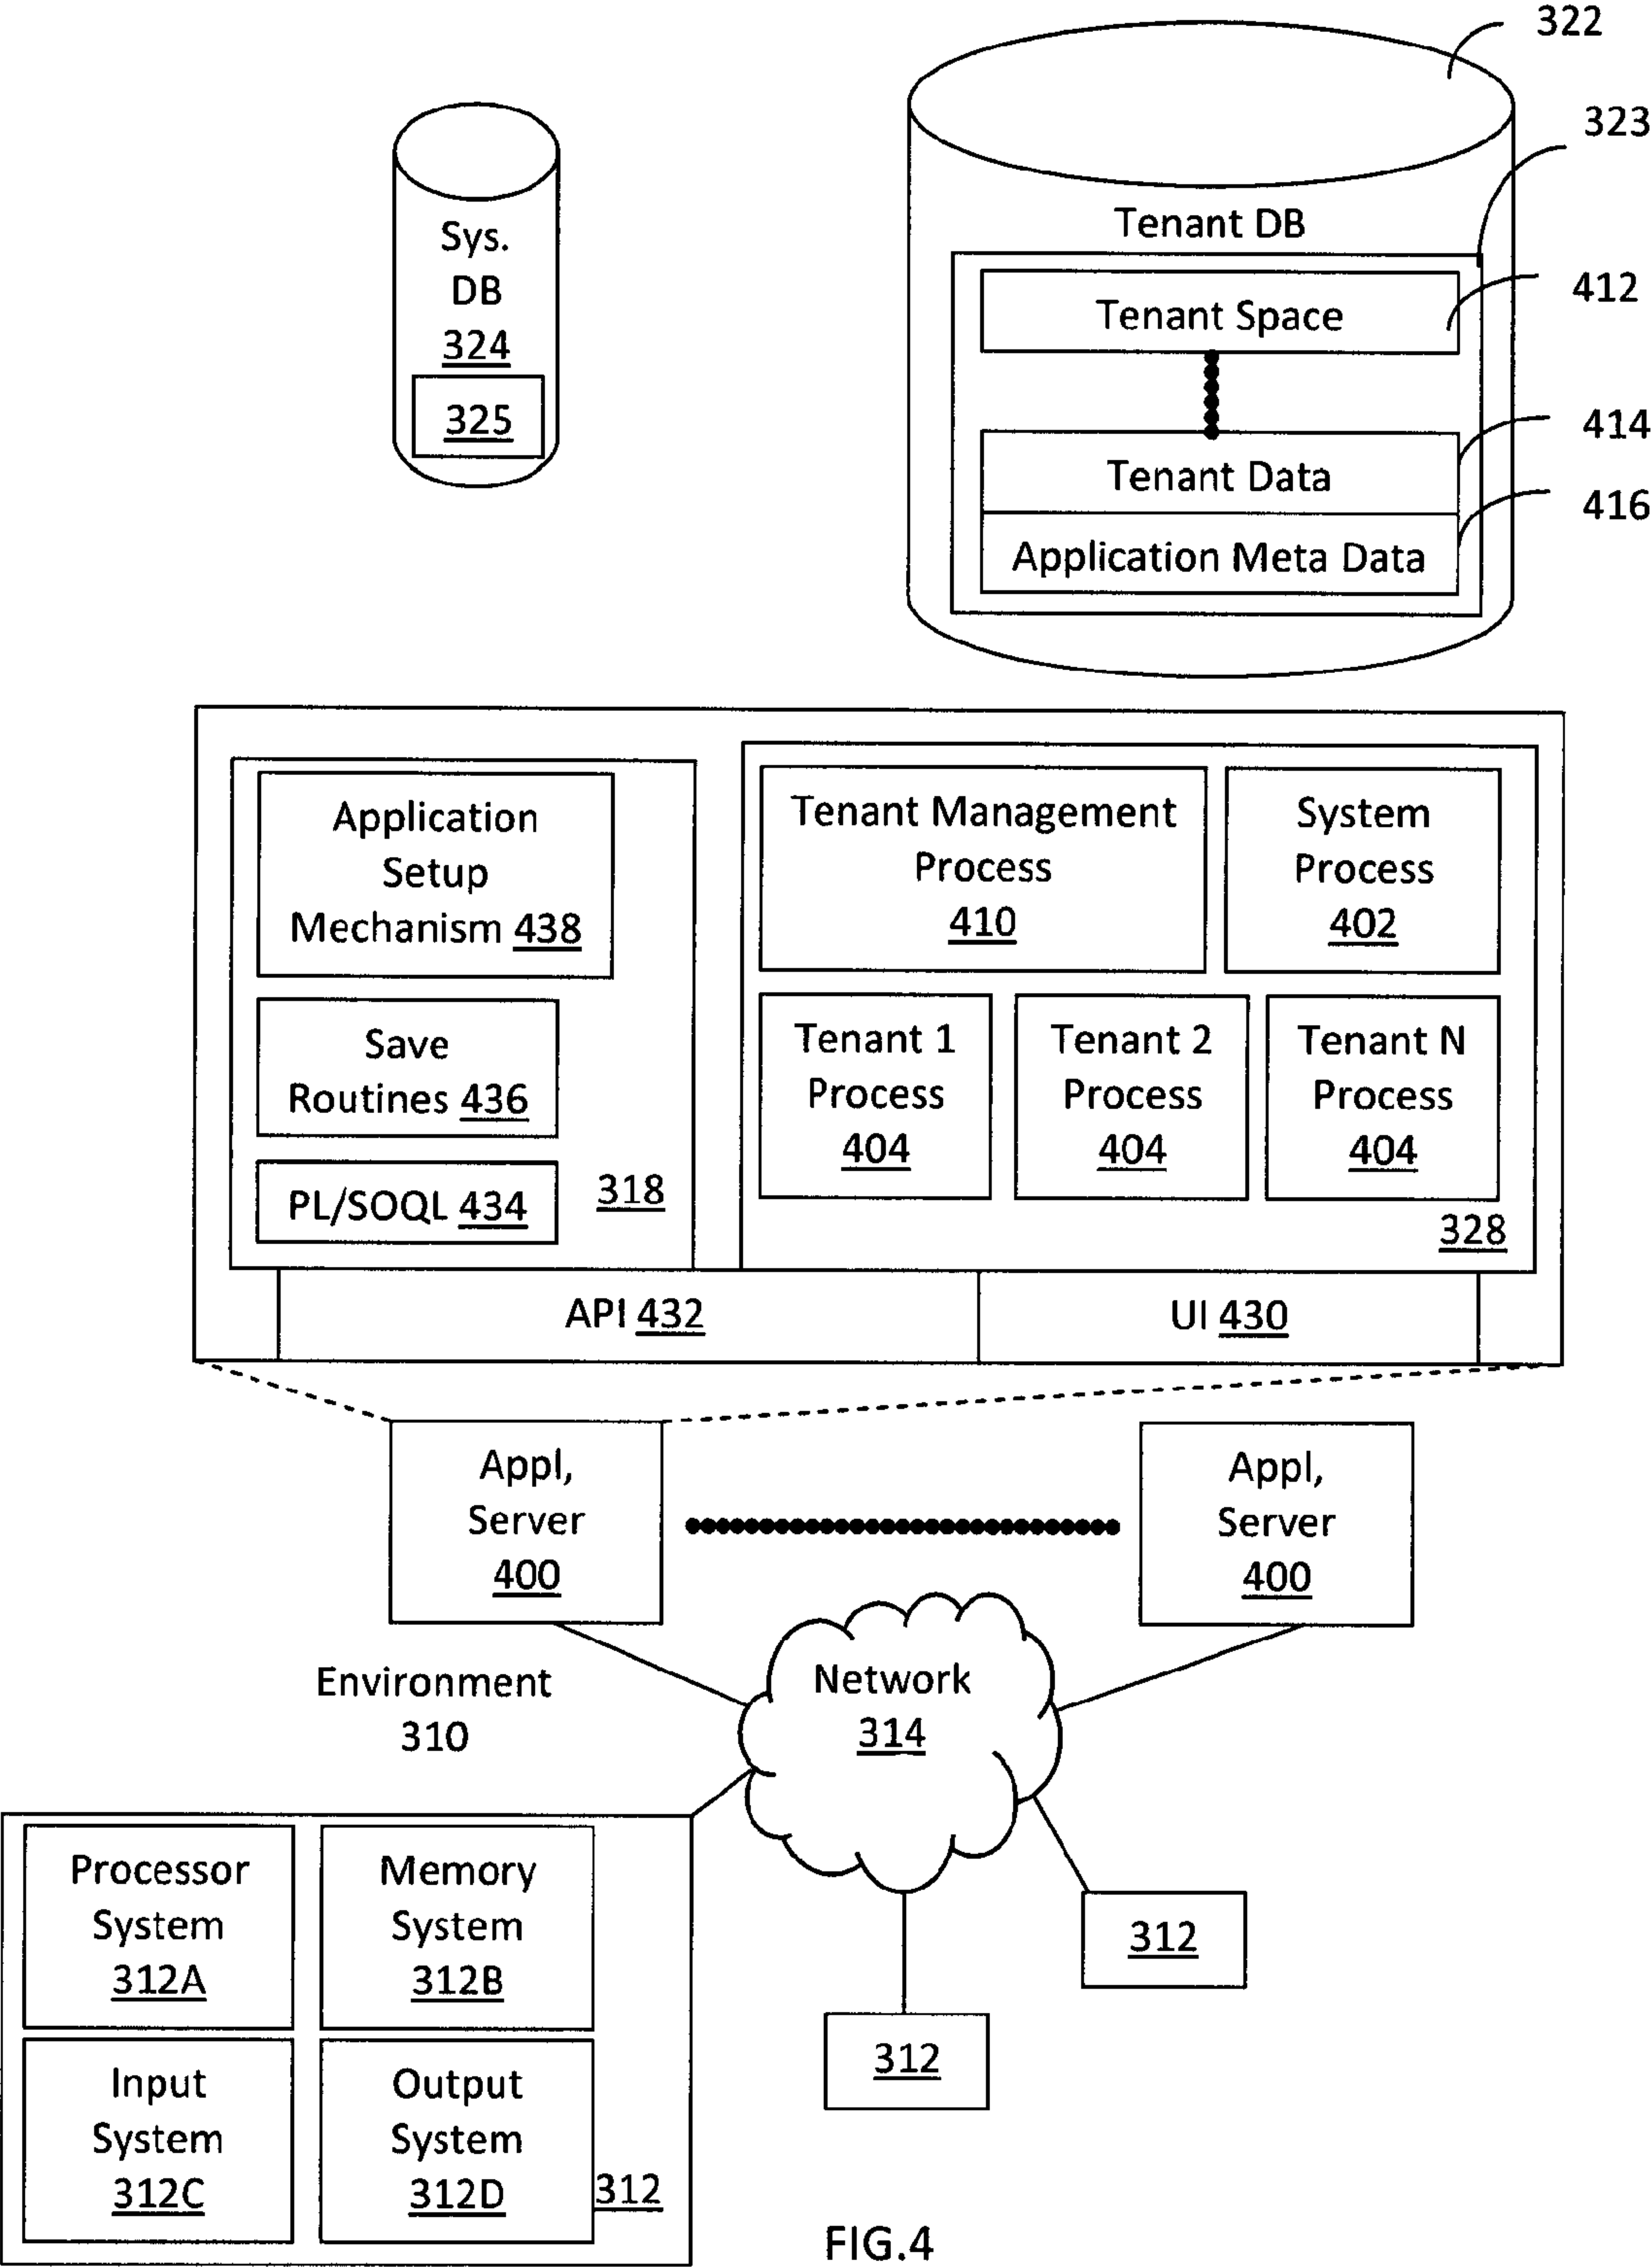 322
323
Tenant DB
Sys.
DB
324
325
Tenant Space
412
414
Tenant Data
416
Application Meta Data
Application
Setup
Mechanism 438
Tenant Management
Process
410
System
Process
402
Save
Routines 436
Tenant 1
Process
404
Tenant 2
Process
404
Tenant N
Process
404
PL/SOQL 434
318
328
API 432
UI 430
Appl,
Server
400
Appl,
Server
400
Environment
310
Network
314
Processor
System
312A
Memory
System
312B
312
312
Input
System
312C
Output
System
312D
312
FIG.4